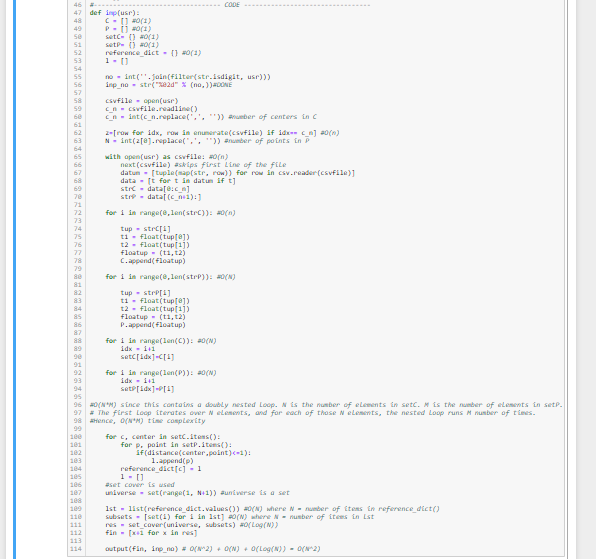 46 #-------------------------------- CODE --------------------------------
47 def inp(usr):
48 C = [] #O(1)
49 P = [] #O(1)
50 setC= {} #O(1)
51 setP= {} #O(1)
52 reference_dict = {} #O(1)
53 l = []
54
55 no = int(''.join(filter(str.isdigit, usr)))
56 inp_no = str("%02d" % (no,))#DONE
57
58 csvfile = open(usr)
59 c_n = csvfile.readline()
60 c_n = int(c_n.replace(',', '')) #number of centers in C
61
62 z=[row for idx, row in enumerate(csvfile) if idx== c_n] #O(n)
63 N = int(z[0].replace(',', '')) #number of points in P
64
65 with open(usr) as csvfile: #O(n)
66 next(csvfile) #skips first line of the file
67 datum = [tuple(map(str, row)) for row in csv.reader(csvfile)]
68 data = [t for t in datum if t]
69 strC = data[0:c_n]
70 strP = data[(c_n+1):]
71
72 for i in range(0,len(strC)): #O(n)
73
74 tup = strC[i]
75 t1 = float(tup[0])
76 t2 = float(tup[1])
77 floatup = (t1,t2)
78 C.append(floatup)
79
80 for i in range(0,len(strP)): #O(N)
81
82 tup = strP[i]
83 t1 = float(tup[0])
84 t2 = float(tup[1])
85 floatup = (t1,t2)
86 P.append(floatup)
87
88 for i in range(len(C)): #O(N)
89 idx = i+1
90 setC[idx]=C[i]
91
92 for i in range(len(P)): #O(N)
93 idx = i+1
94 setP[idx]=P[i]
95
96 #O(N*M) since this contains a doubly nested loop. N is the number of elements in setC. M is the number of elements in setP.
97 # The first Loop iterates over N elements, and for each of those N elements, the nested Loop runs M number of times.
98 #Hence, O(N*M) time complexity
99
100 for c, center in setC.items():
101 for p, point in setP.items():
102 if(distance(center,point)<=1):
103 l.append(p)
104 reference_dict[c] = l
105 l = []
106 #set cover is used
107 universe = set(range(1, N+1)) #universe is a set
108
109 lst = list(reference_dict.values()) #O(N) where N = number of items in reference_dict()
110 subsets = [set(i) for i in lst] #O(N) where N = number of items in lst
111 res = set_cover(universe, subsets) #O(log(N))
112 fin = [x+1 for x in res]
113
114 output(fin, inp_no) # O(N^2) + O(N) + O(Log(N)) = O(N^2)